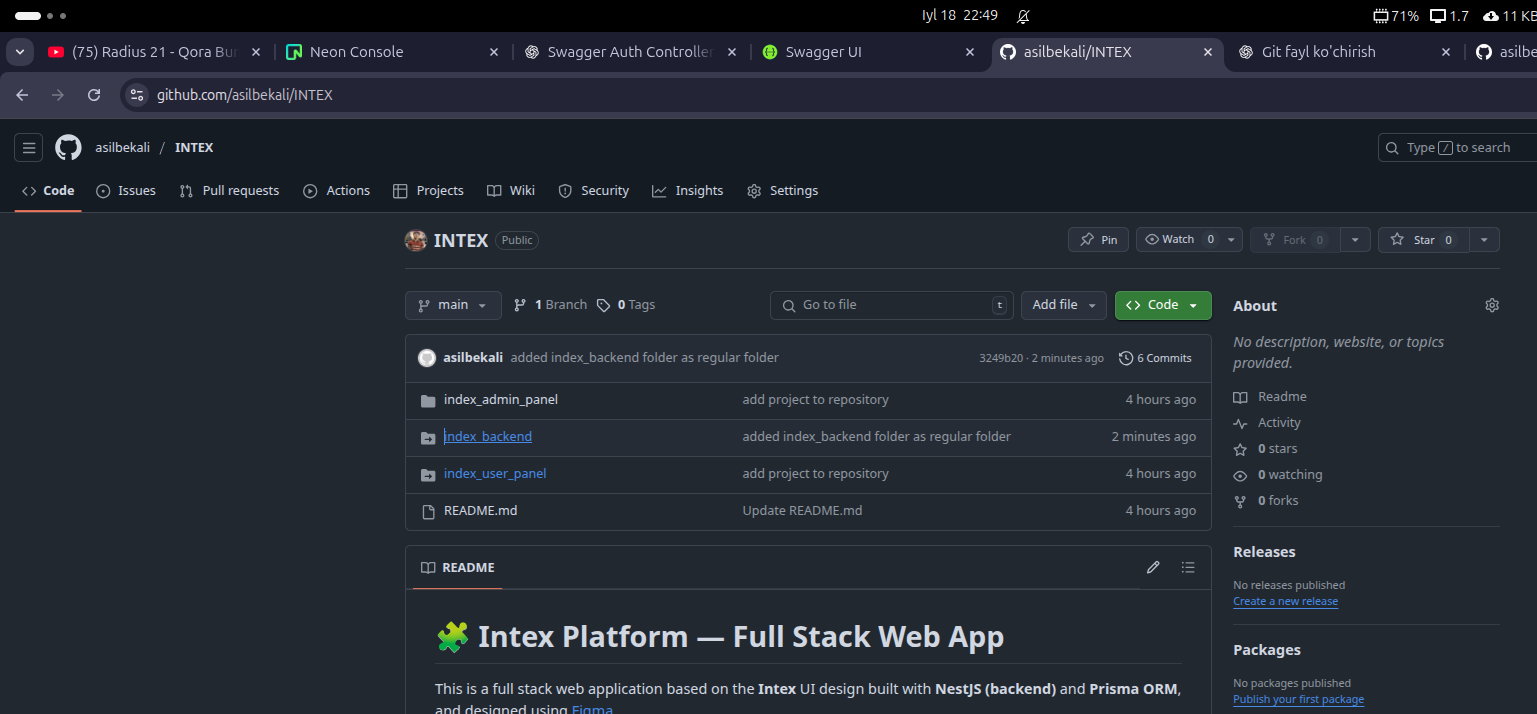 Iyl 18 22:49
71% 1.7 11 KB
(75) Radius 21 - Qora Bu
Neon Console
Swagger Auth Controller
Swagger UI
asilbekali/INTEX
Git fayl ko'chirish
asilbe
github.com/asilbekali/INTEX
asilbekali / INTEX
Type / to search
Code Issues Pull requests Actions Projects Wiki Security Insights Settings
INTEX Public
Pin Watch 0 Fork 0 Star 0
main 1 Branch 0 Tags Go to file t Add file Code
About
No description, website, or topics
provided.
asilbekali added index_backend folder as regular folder 3249b20 · 2 minutes ago 6 Commits
index_admin_panel add project to repository 4 hours ago
index_backend added index_backend folder as regular folder 2 minutes ago
index_user_panel add project to repository 4 hours ago
README.md Update README.md 4 hours ago
Readme
Activity
0 stars
0 watching
0 forks
README
Intex Platform — Full Stack Web App
This is a full stack web application based on the Intex UI design built with NestJS (backend) and Prisma ORM,
and designed using Figma
Releases
No releases published
Create a new release
Packages
No packages published
Publish your first package